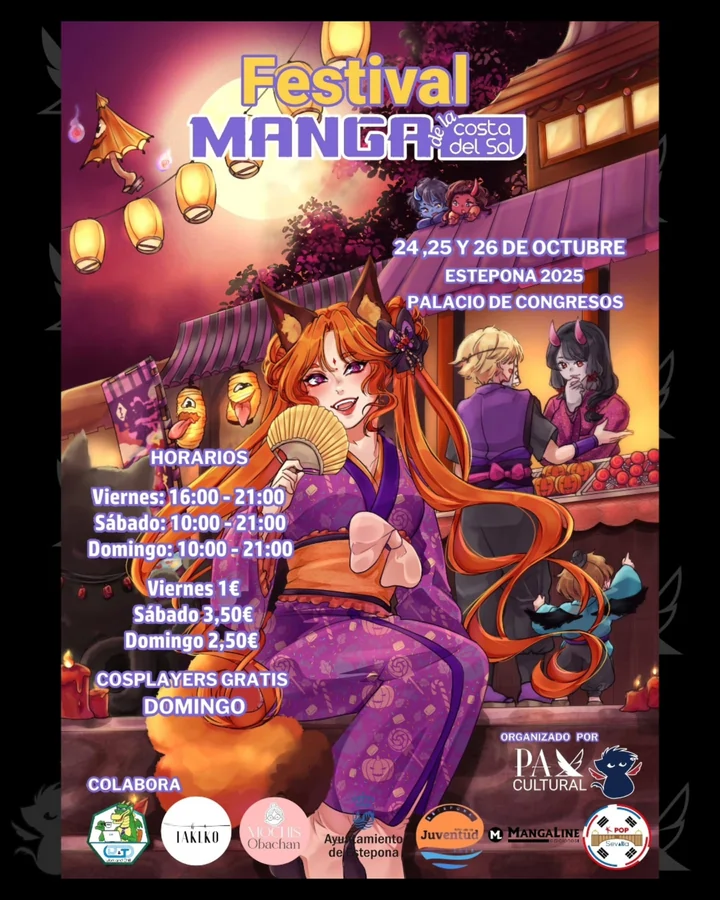 Festival
MANGA de la costa del Sol
24 ,25 Y 26 DE OCTUBRE
ESTEPONA 2025
PALACIO DE CONGRESOS
HORARIOS
Viernes: 16:00 - 21:00
Sábado: 10:00 - 21:00
Domingo: 10:00 - 21:00
Viernes 1€
Sábado 3,50€
Domingo 2,50€
COSPLAYERS GRATIS
DOMINGO
ORGANIZADO POR
PAX
CULTURAL
COLABORA
TAKIKO
MOCHIS
Obachan
Ayuntamiento
de Estepona
ESTEPONA
Juventud
M MANGALINE
POP
Sevilla